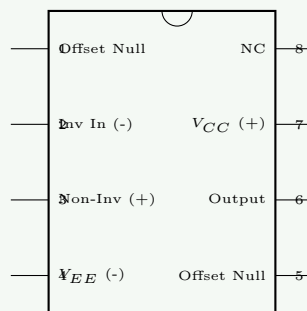 1 Offset Null NC 8
2 Inv In (-) V_CC (+) 7
3 Non-Inv (+) Output 6
4 V_EE (-) Offset Null 5